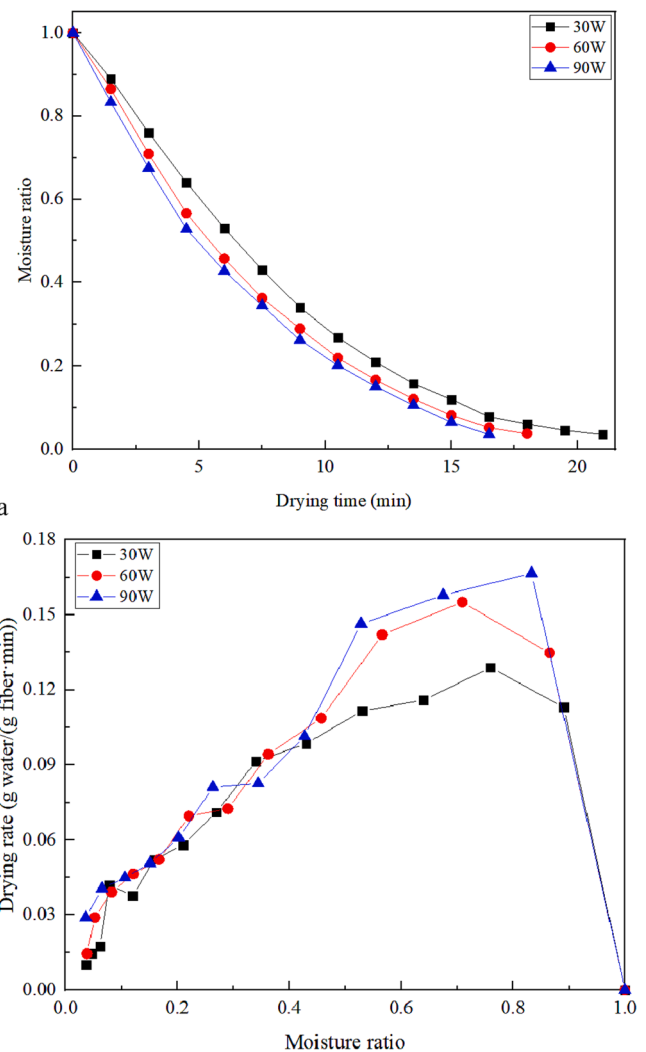 30W
60W
90W
1.0
0.8
0.6
0.4
0.2
0.0
Moisture ratio
0
5
10
15
20
Drying time (min)
a
0.18
0.15
0.12
0.09
0.06
0.03
0.00
Drying rate (g water/(g fiber·min))
30W
60W
90W
0.0
0.2
0.4
0.6
0.8
1.0
Moisture ratio